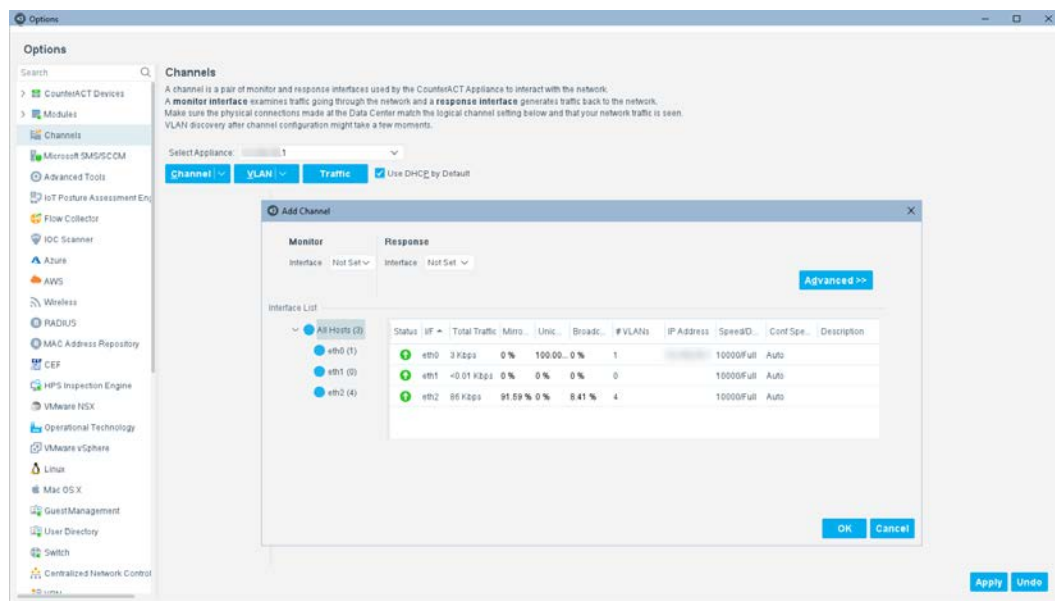 Options
Options
Search
Channels
A channel is a pair of monitor and response interfaces used by the CounterACT Appliance to interact with the network.
A monitor interface examines traffic going through the network and a response interface generates traffic back to the network.
Make sure the physical connections made at the Data Center match the logical channel setting below and that your network traffic is seen.
VLAN discovery after channel configuration might take a few moments.
Select Appliance: 1
Channel VLAN Traffic Use DHCP by Default
CounterACT Devices
Modules
Channels
Microsoft SMS/SCCM
Advanced Tools
IoT Posture Assessment Eng
Flow Collector
IOC Scanner
Azure
AWS
Wireless
RADIUS
MAC Address Repository
CEF
HPS Inspection Engine
VMware NSX
Operational Technology
VMware vSphere
Linux
Mac OS X
Guest Management
User Directory
Switch
Centralized Network Control
VPN
Add Channel
Monitor Response
Interface Not Set Interface Not Set
Advanced >>
Interface List
All Hosts (3)
eth0 (1)
eth1 (0)
eth2 (4)
Status I/F Total Traffic Mirro... Unic... Broadc... # VLANs IP Address Speed/D... Conf Spe... Description
eth0 3 Kbps 0 % 100.00... 0 % 1 10000/Full Auto
eth1 <0.01 Kbps 0 % 0 % 0 % 0 10000/Full Auto
eth2 86 Kbps 91.59 % 0 % 8.41 % 4 10000/Full Auto
OK Cancel
Apply Undo